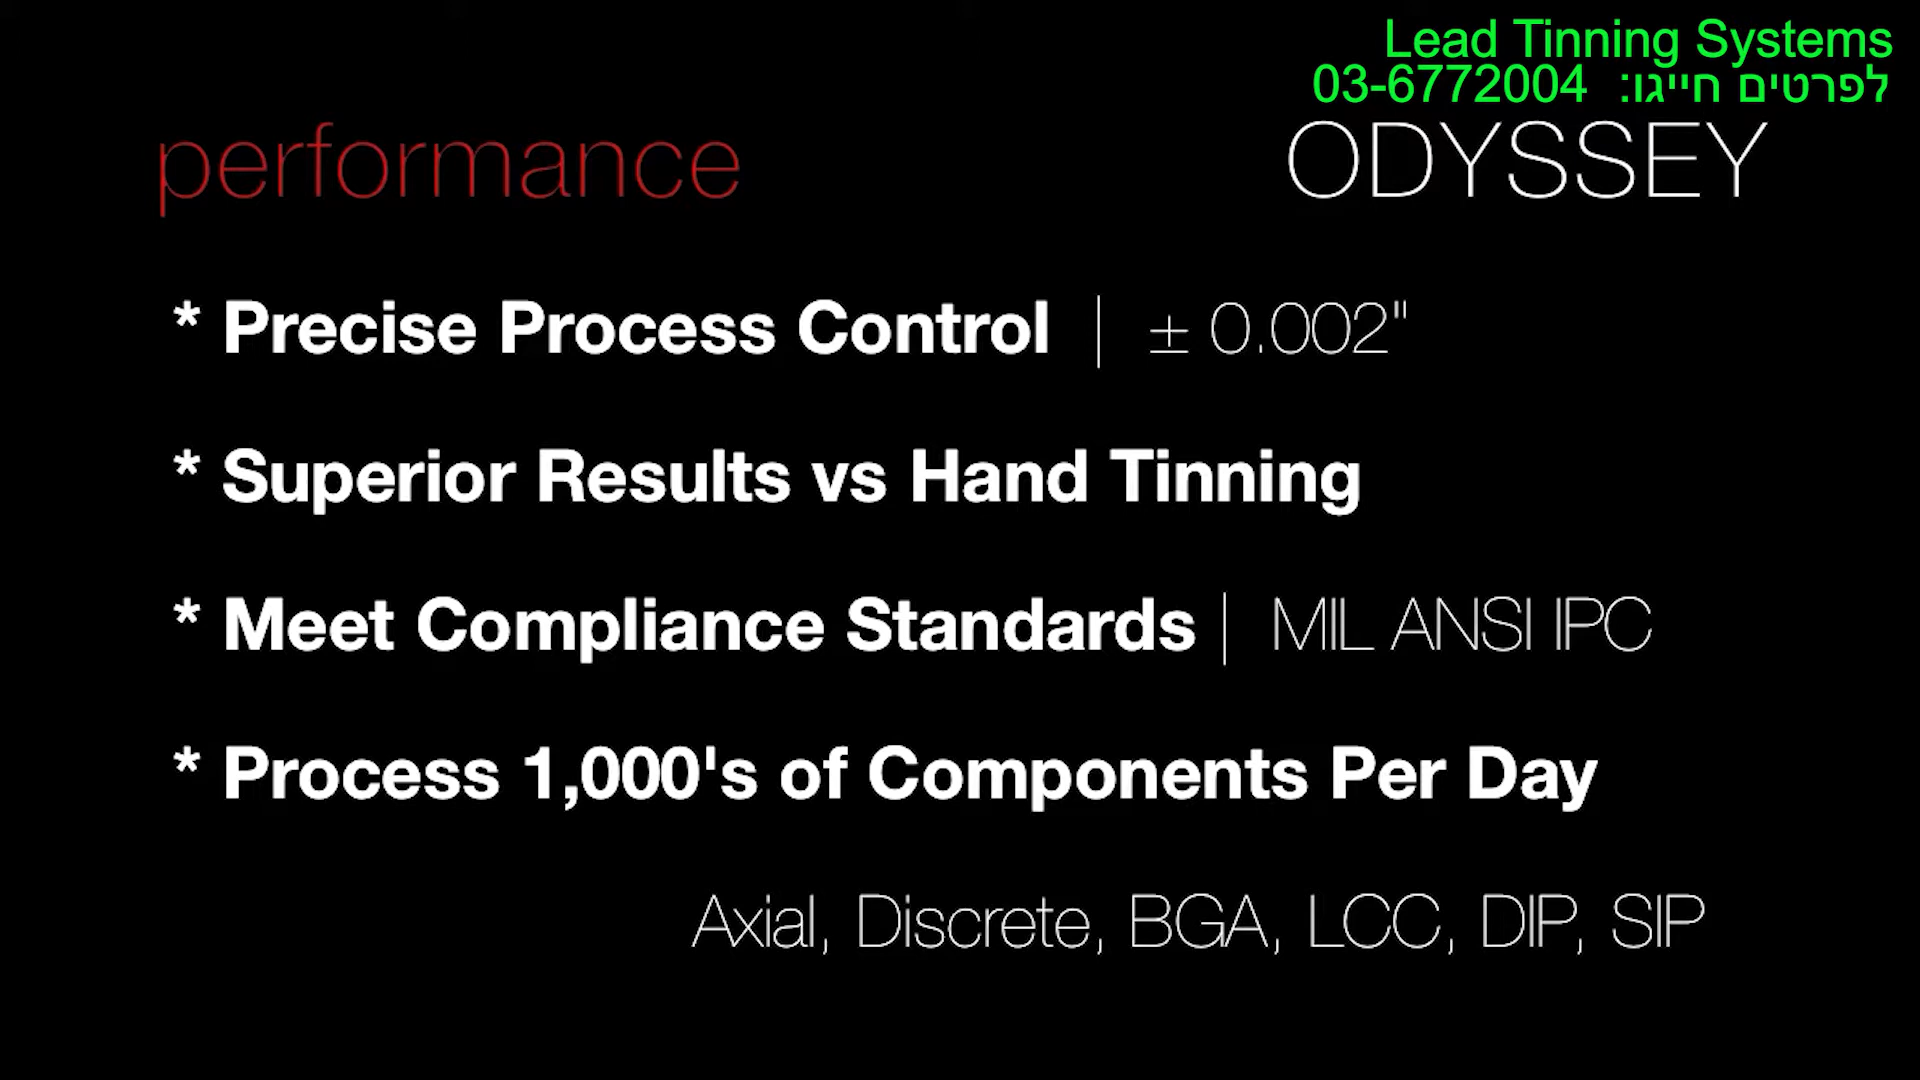 Lead Tinning Systems
לפרטים חייגו: 03-6772004
performance
ODYSSEY
* Precise Process Control | ± 0.002"
* Superior Results vs Hand Tinning
* Meet Compliance Standards | MIL ANSI IPC
* Process 1,000's of Components Per Day
Axial, Discrete, BGA, LCC, DIP, SIP